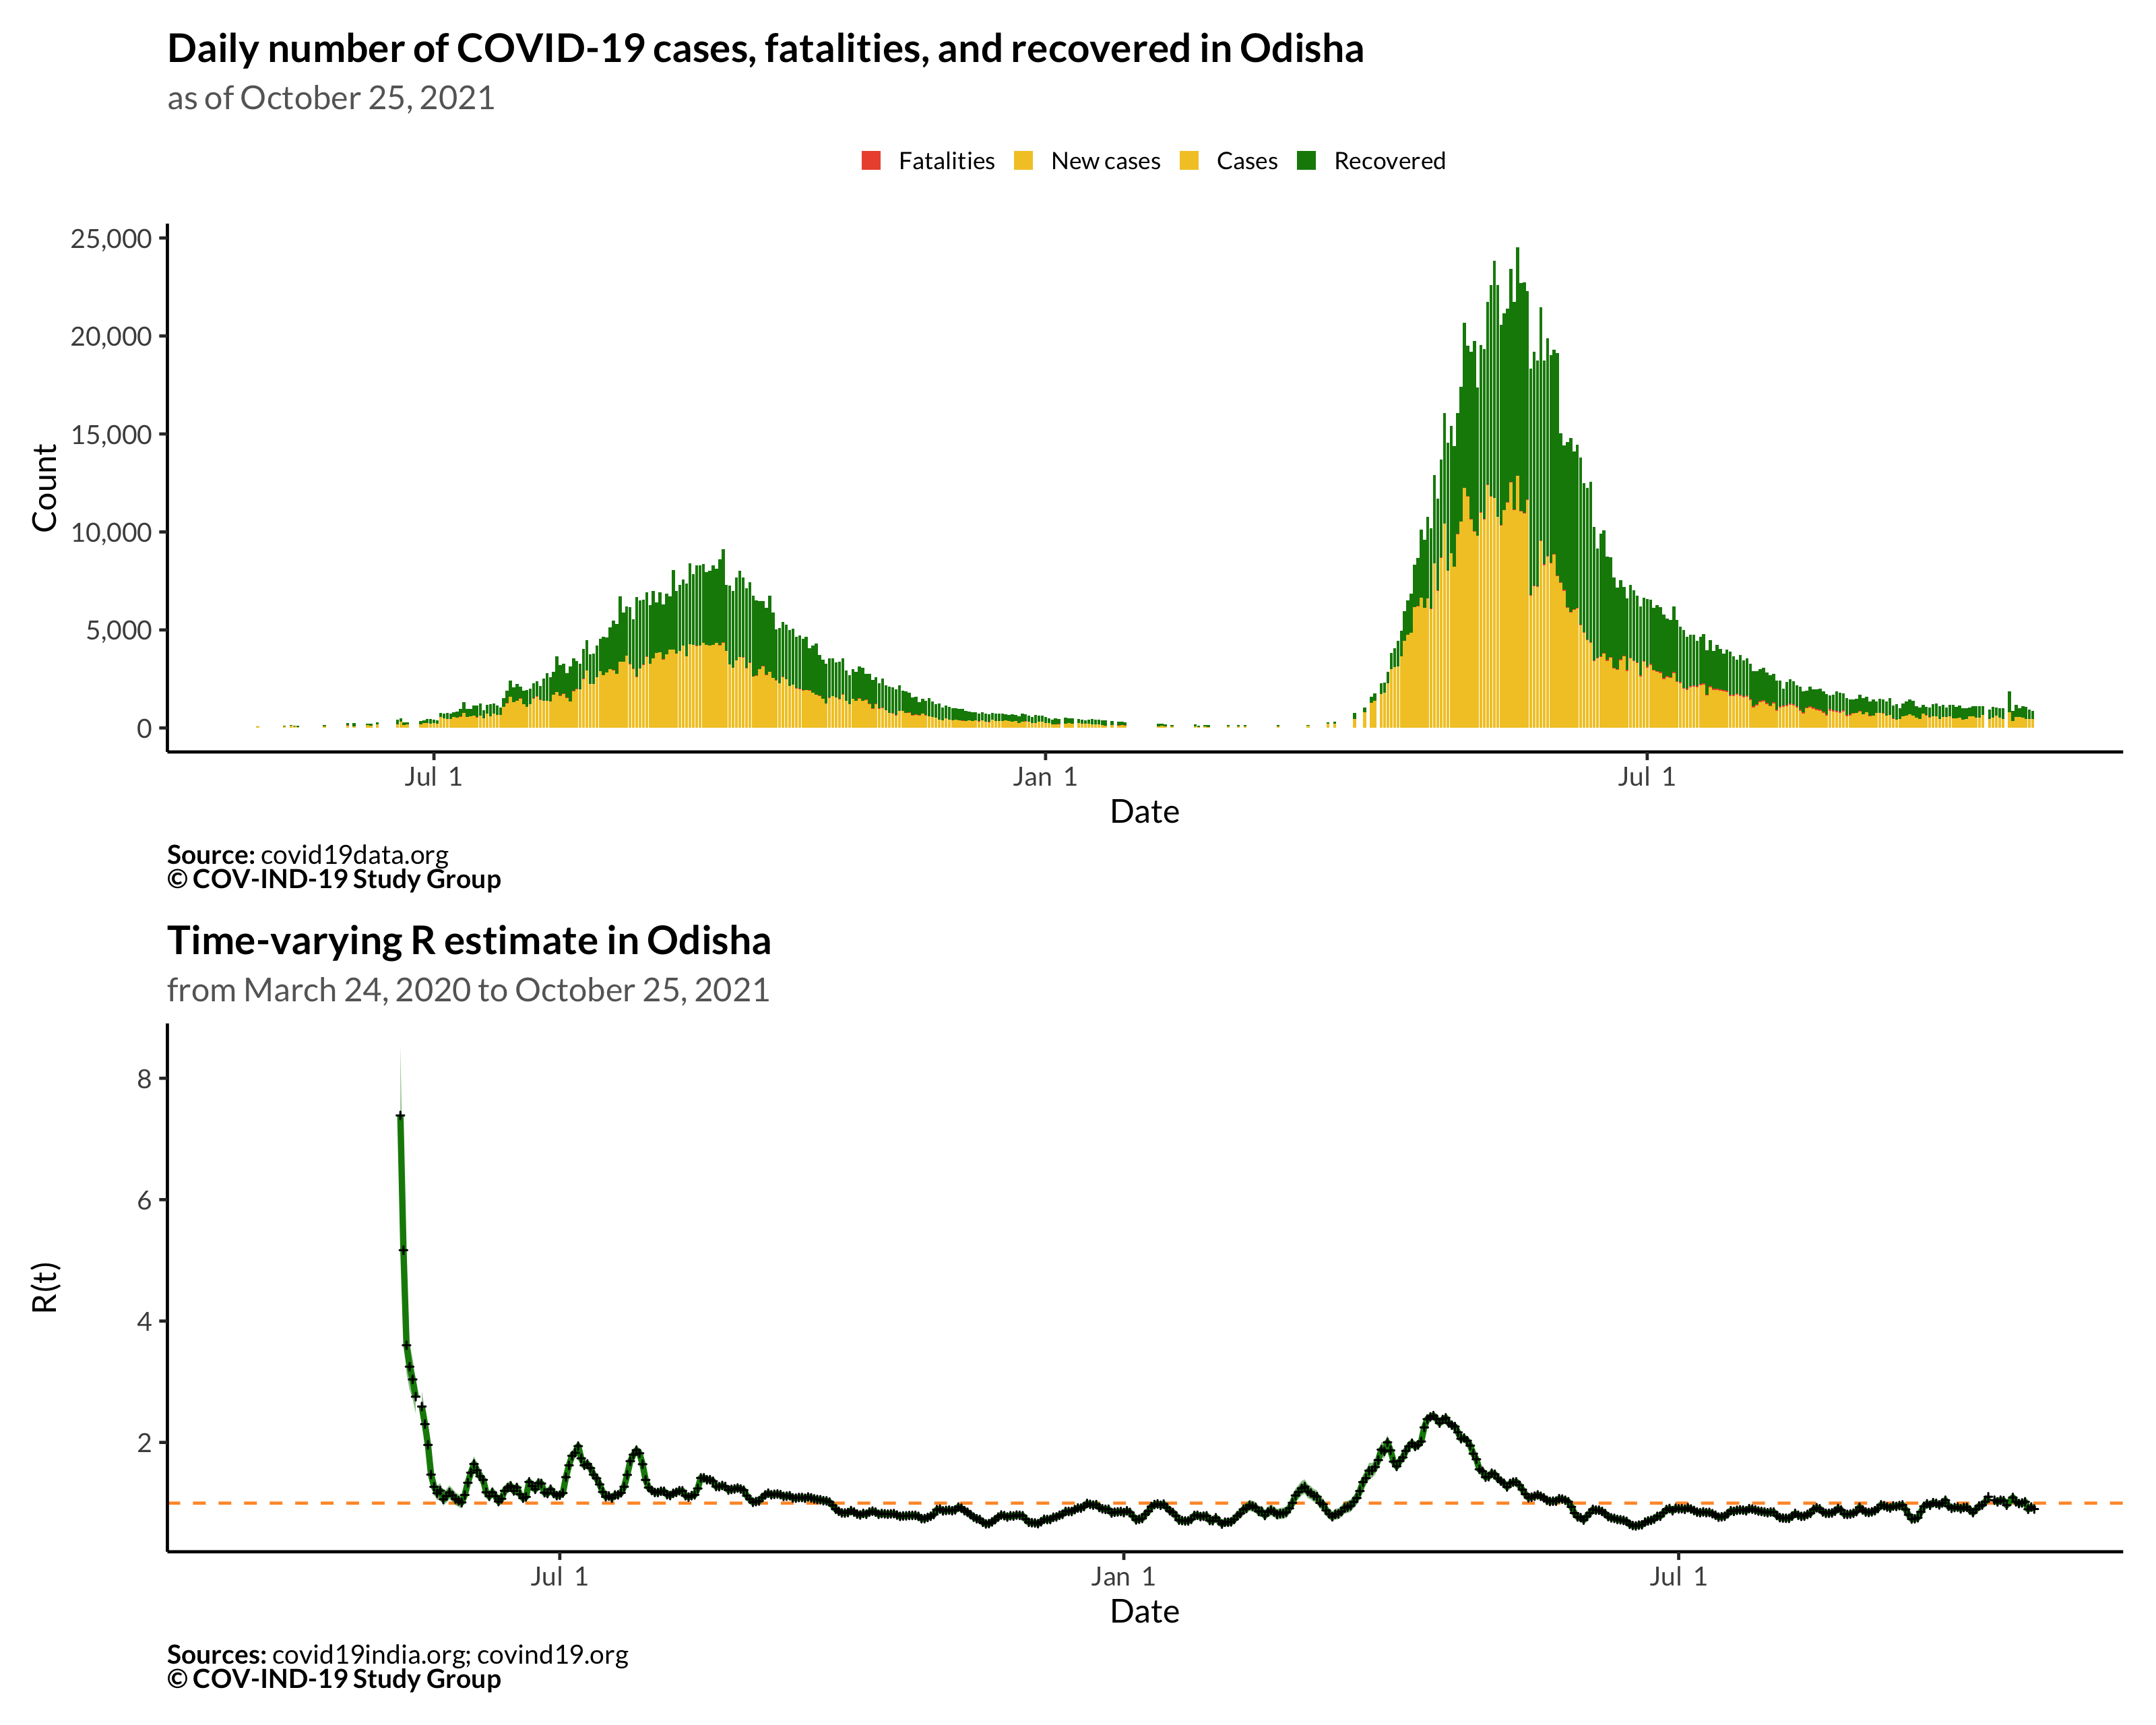 Daily number of COVID-19 cases, fatalities, and recovered in Odisha
as of October 25, 2021
Fatalities New cases Cases Recovered
25,000
20,000
15,000
10,000
5,000
0
Count
Jul 1 Jan 1 Jul 1
Date
Source: covid19data.org
© COV-IND-19 Study Group
Time-varying R estimate in Odisha
from March 24, 2020 to October 25, 2021
8
6
4
2
R(t)
Jul 1 Jan 1 Jul 1
Date
Sources: covid19india.org; covind19.org
© COV-IND-19 Study Group